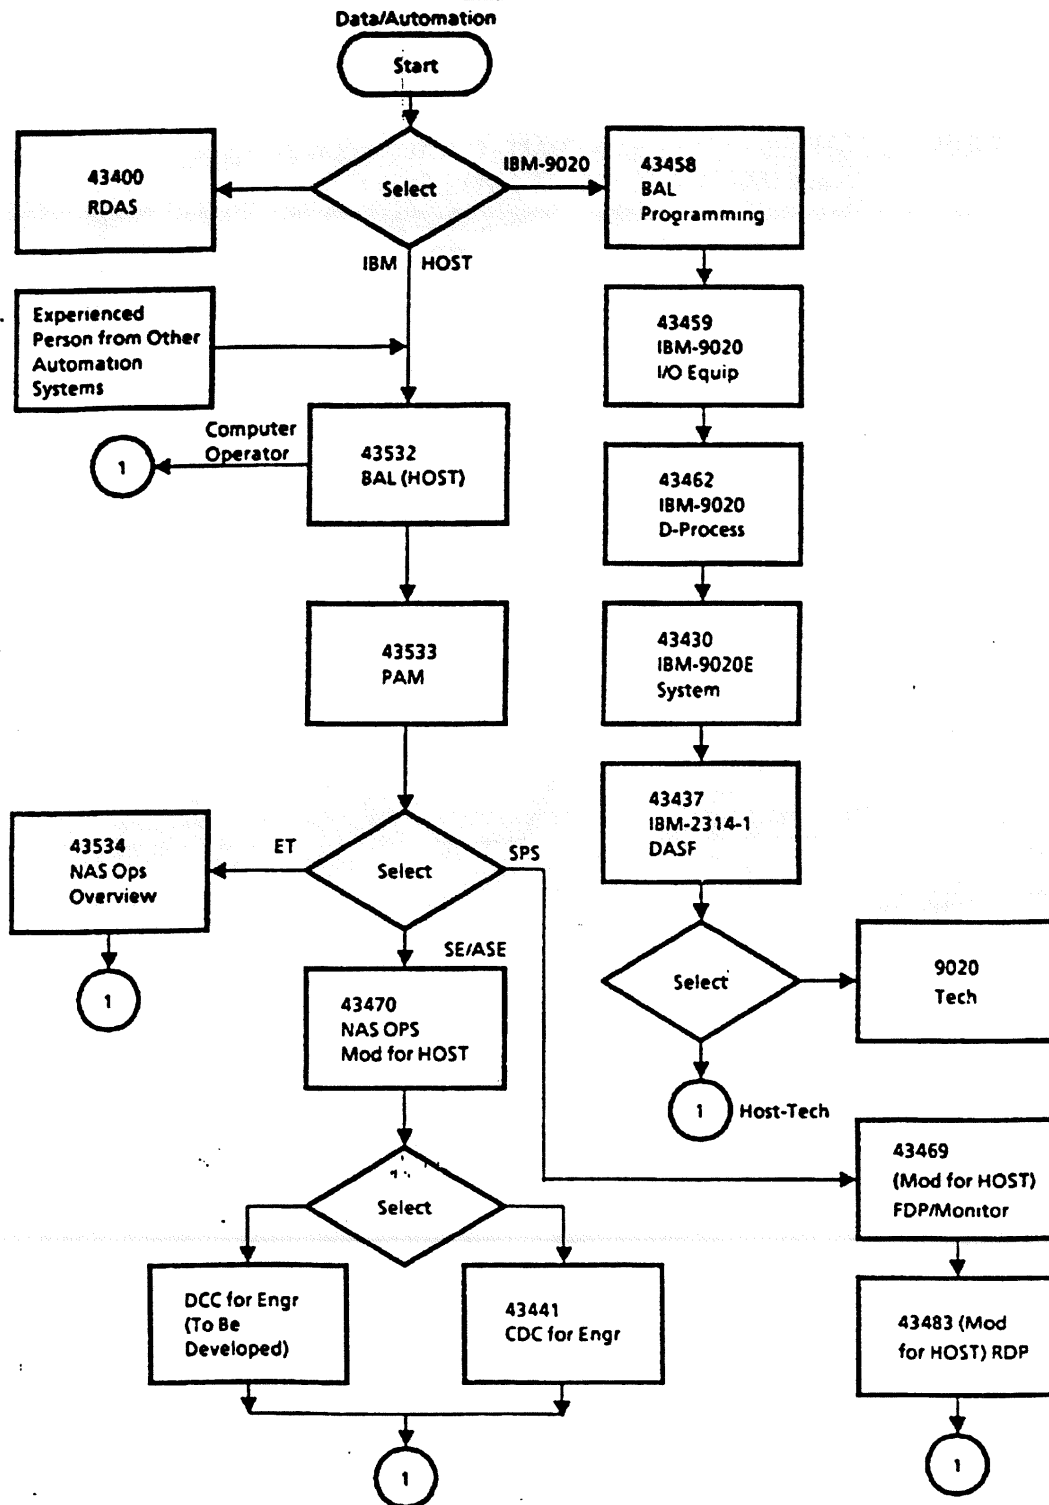 Data/Automation
Start
Select
IBM-9020
43400
RDAS
43458
BAL
Programming
IBM HOST
Experienced
Person from Other
Automation
Systems
43459
IBM-9020
I/O Equip
Computer
Operator
1
43532
BAL (HOST)
43462
IBM-9020
D-Process
43533
PAM
43430
IBM-9020E
System
43437
IBM-2314-1
DASF
43534
NAS Ops
Overview
ET
Select
SPS
SE/ASE
1
43470
NAS OPS
Mod for HOST
Select
9020
Tech
1
Host-Tech
43469
(Mod for HOST)
FDP/Monitor
Select
DCC for Engr
(To Be
Developed)
43441
CDC for Engr
43483 (Mod
for HOST) RDP
1
1